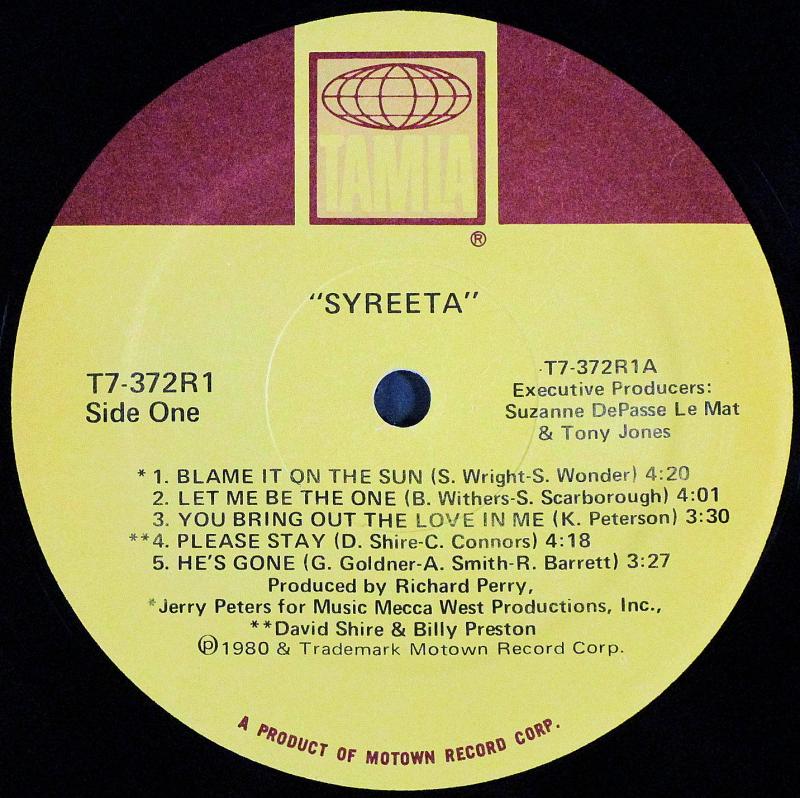 TAMLA
®
"SYREETA"
T7-372R1
Side One
T7-372R1A
Executive Producers:
Suzanne DePasse Le Mat
& Tony Jones
* 1. BLAME IT ON THE SUN (S. Wright-S. Wonder) 4:20
2. LET ME BE THE ONE (B. Withers-S. Scarborough) 4:01
3. YOU BRING OUT THE LOVE IN ME (K. Peterson) 3:30
**4. PLEASE STAY (D. Shire-C. Connors) 4:18
5. HE'S GONE (G. Goldner-A. Smith-R. Barrett) 3:27
Produced by Richard Perry,
*Jerry Peters for Music Mecca West Productions, Inc.,
**David Shire & Billy Preston
℗1980 & Trademark Motown Record Corp.
A PRODUCT OF MOTOWN RECORD CORP.